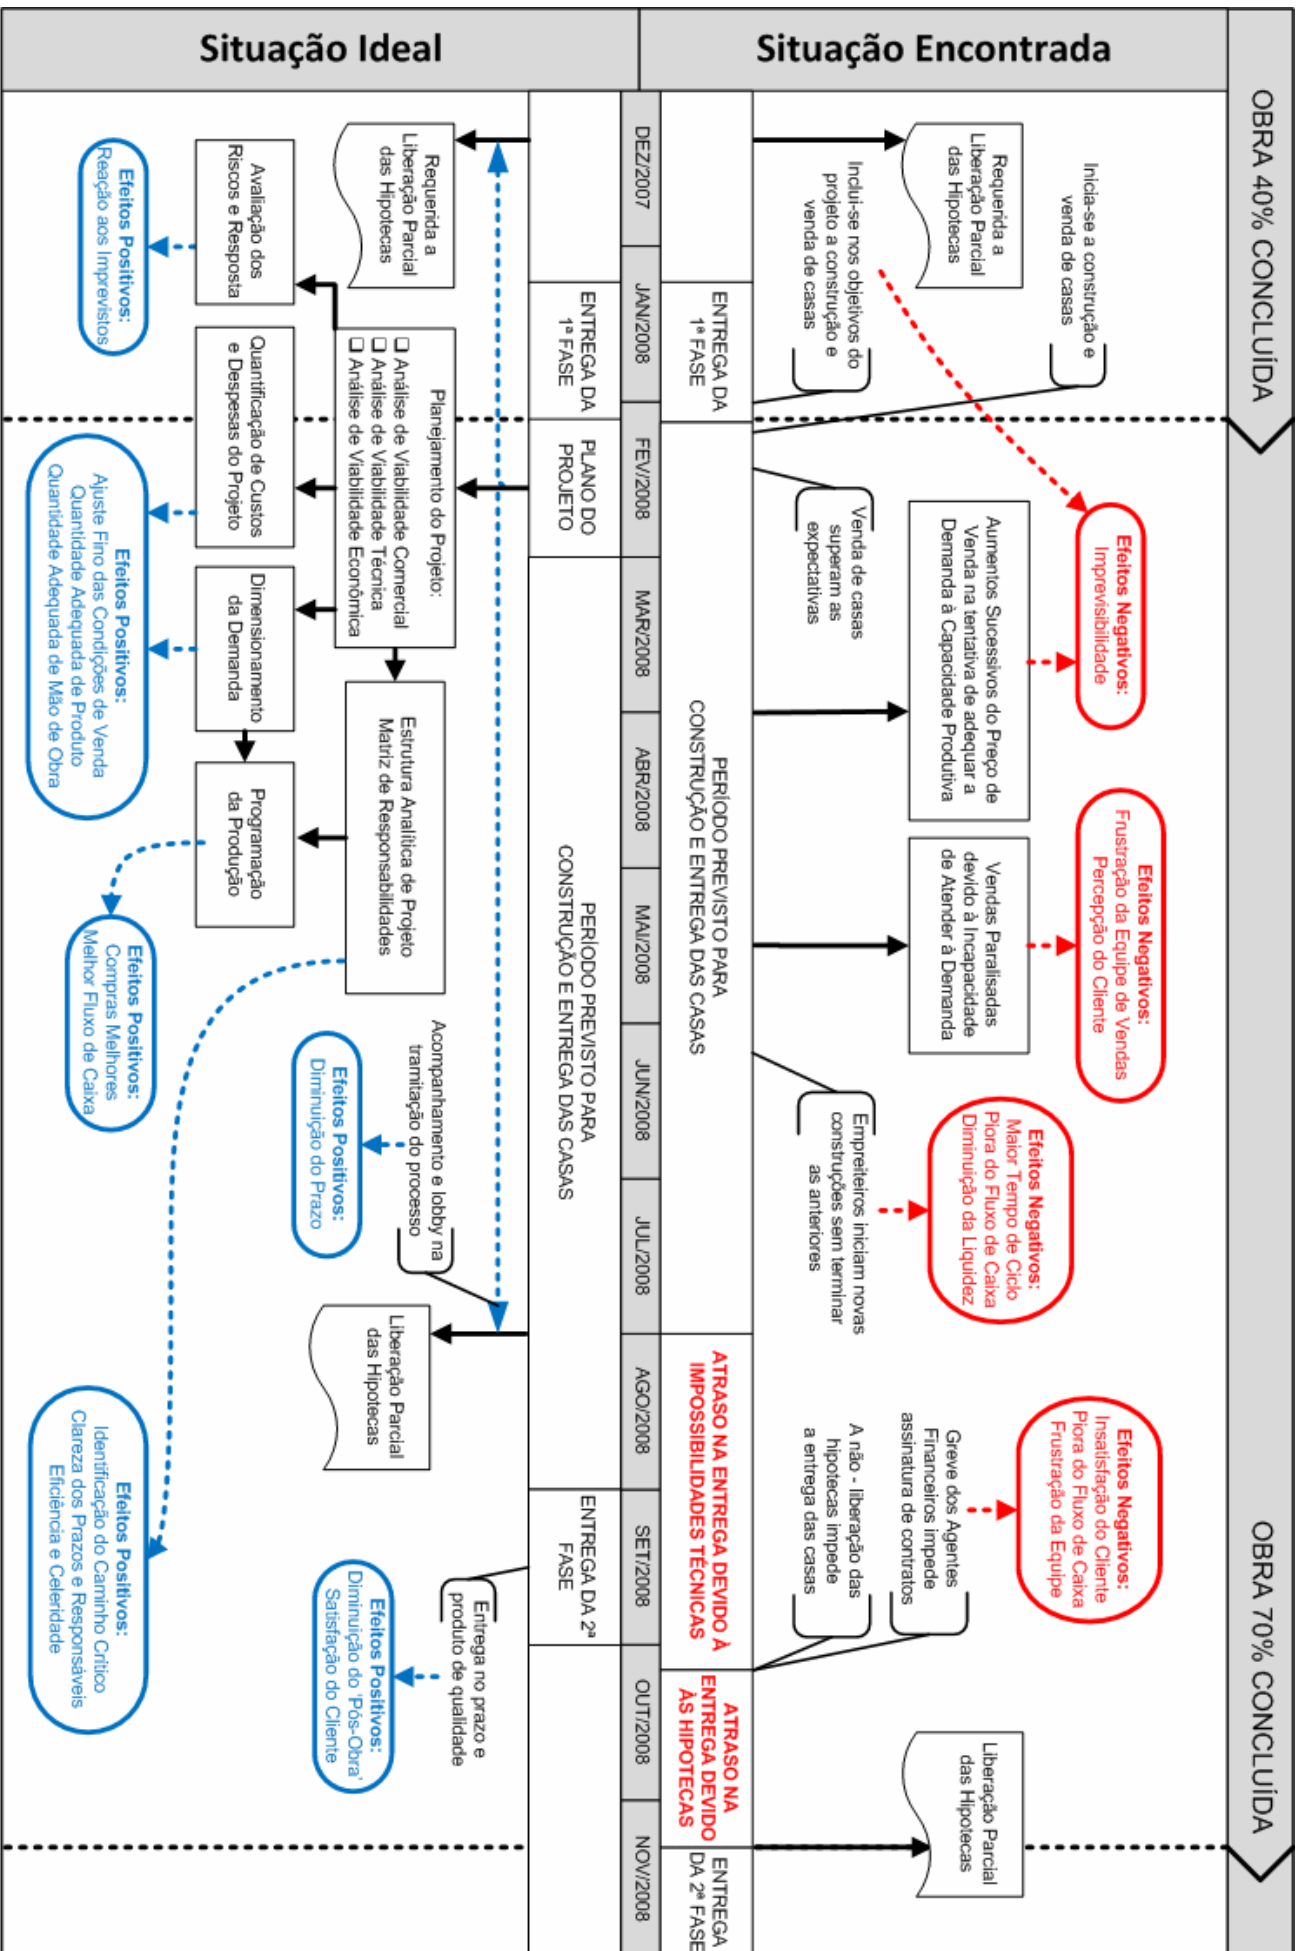 OBRA 40% CONCLUÍDA
OBRA 70% CONCLUÍDA
Situação Encontrada
Inicia-se a construção e
venda de casas
Requerida a
Liberação Parcial
das Hipotecas
Inclui-se nos objetivos do
projeto a construção e
venda de casas
Efeitos Negativos:
Imprevisibilidade
Aumentos Sucessivos do Preço de
Venda na tentativa de adequar a
Demanda à Capacidade Produtiva
Venda de casas
superam as
expectativas
Efeitos Negativos:
Frustração da Equipe de Vendas
Percepção do Cliente
Vendas Paralisadas
devido à Incapacidade
de Atender à Demanda
Efeitos Negativos:
Maior Tempo de Ciclo
Piora do Fluxo de Caixa
Diminuição da Liquidez
Empreiteiros iniciam novas
construções sem terminar
as anteriores
Efeitos Negativos:
Insatisfação do Cliente
Piora do Fluxo de Caixa
Frustração da Equipe
Greve dos Agentes
Financeiros impede
assinatura de contratos
A não - liberação das
hipotecas impede
a entrega das casas
Liberação Parcial
das Hipotecas
ENTREGA DA
1ª FASE
PERÍODO PREVISTO PARA
CONSTRUÇÃO E ENTREGA DAS CASAS
ATRASO NA ENTREGA DEVIDO À
IMPOSSIBILIDADES TÉCNICAS
ATRASO NA
ENTREGA DEVIDO
ÀS HIPOTECAS
ENTREGA
DA 2ª FASE
DEZ/2007
JAN/2008
FEV/2008
MAR/2008
ABR/2008
MAI/2008
JUN/2008
JUL/2008
AGO/2008
SET/2008
OUT/2008
NOV/2008
Situação Ideal
ENTREGA DA
1ª FASE
PLANO DO
PROJETO
PERÍODO PREVISTO PARA
CONSTRUÇÃO E ENTREGA DAS CASAS
ENTREGA DA 2ª
FASE
Requerida a
Liberação Parcial
das Hipotecas
Planejamento do Projeto:
❑ Análise de Viabilidade Comercial
❑ Análise de Viabilidade Técnica
❑ Análise de Viabilidade Econômica
Estrutura Analítica de Projeto
Matriz de Responsabilidades
Acompanhamento e lobby na
tramitação do processo
Efeitos Positivos:
Diminuição do Prazo
Liberação Parcial
das Hipotecas
Entrega no prazo e
produto de qualidade
Efeitos Positivos:
Diminuição do 'Pós-Obra'
Satisfação do Cliente
Avaliação dos
Riscos e Resposta
Quantificação de Custos
e Despesas do Projeto
Dimensionamento
da Demanda
Programação
da Produção
Efeitos Positivos:
Reação aos Imprevistos
Efeitos Positivos:
Ajuste Fino das Condições de Venda
Quantidade Adequada de Produto
Quantidade Adequada de Mão de Obra
Efeitos Positivos:
Compras Melhores
Melhor Fluxo de Caixa
Efeitos Positivos:
Identificação do Caminho Crítico
Clareza dos Prazos e Responsáveis
Eficiência e Celeridade